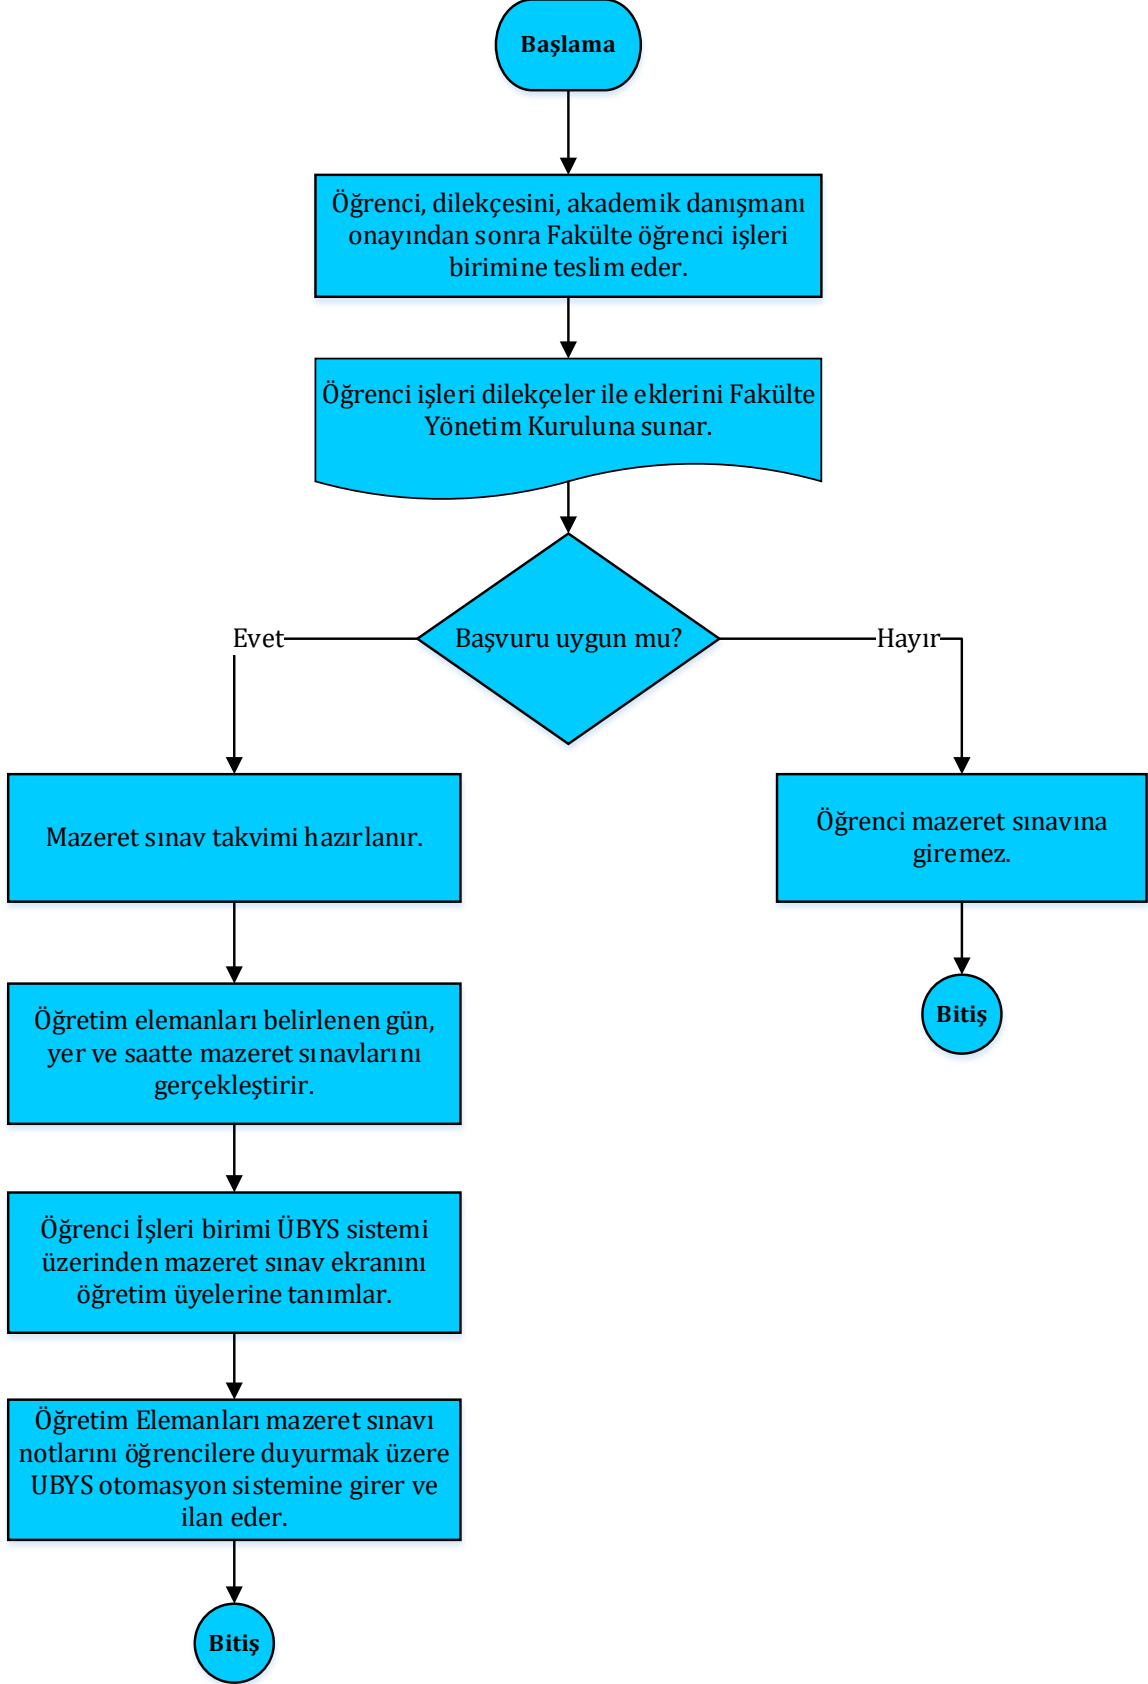 Başlama
Öğrenci, dilekçesini, akademik danışmanı
onayından sonra Fakülte öğrenci işleri
birimine teslim eder.
Öğrenci işleri dilekçeler ile eklerini Fakülte
Yönetim Kuruluna sunar.
Başvuru uygun mu?
Evet
Hayır
Mazeret sınav takvimi hazırlanır.
Öğrenci mazeret sınavına
giremez.
Öğretim elemanları belirlenen gün,
yer ve saatte mazeret sınavlarını
gerçekleştirir.
Bitiş
Öğrenci İşleri birimi ÜBYS sistemi
üzerinden mazeret sınav ekranını
öğretim üyelerine tanımlar.
Öğretim Elemanları mazeret sınavı
notlarını öğrencilere duyurmak üzere
UBYS otomasyon sistemine girer ve
ilan eder.
Bitiş